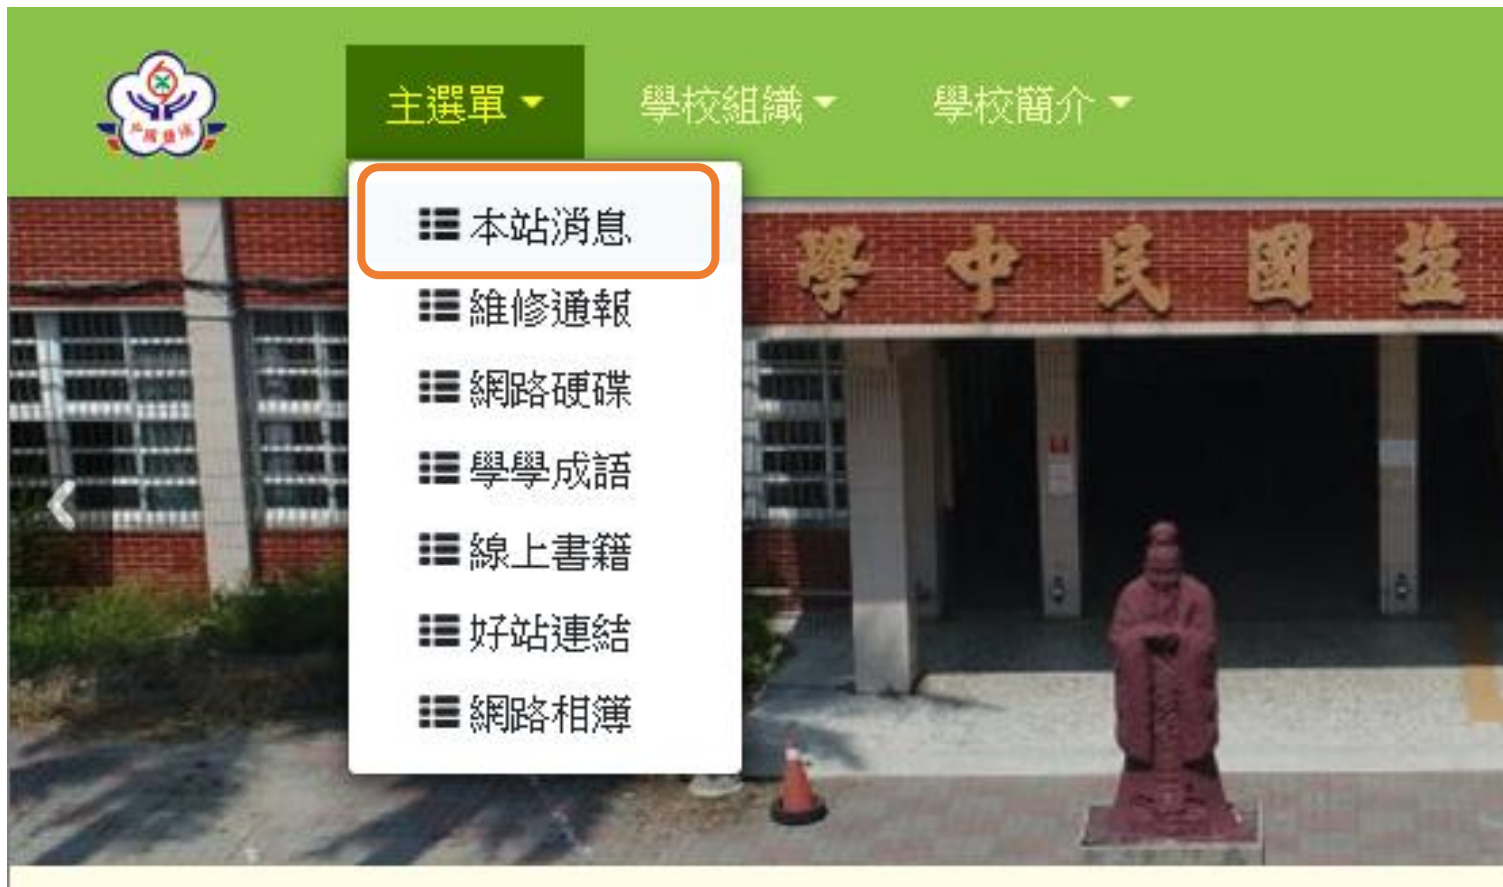 主選單
學校組織
學校簡介
本站消息
維修通報
網路硬碟
學學成語
線上書籍
好站連結
網路相簿
學中民國塩